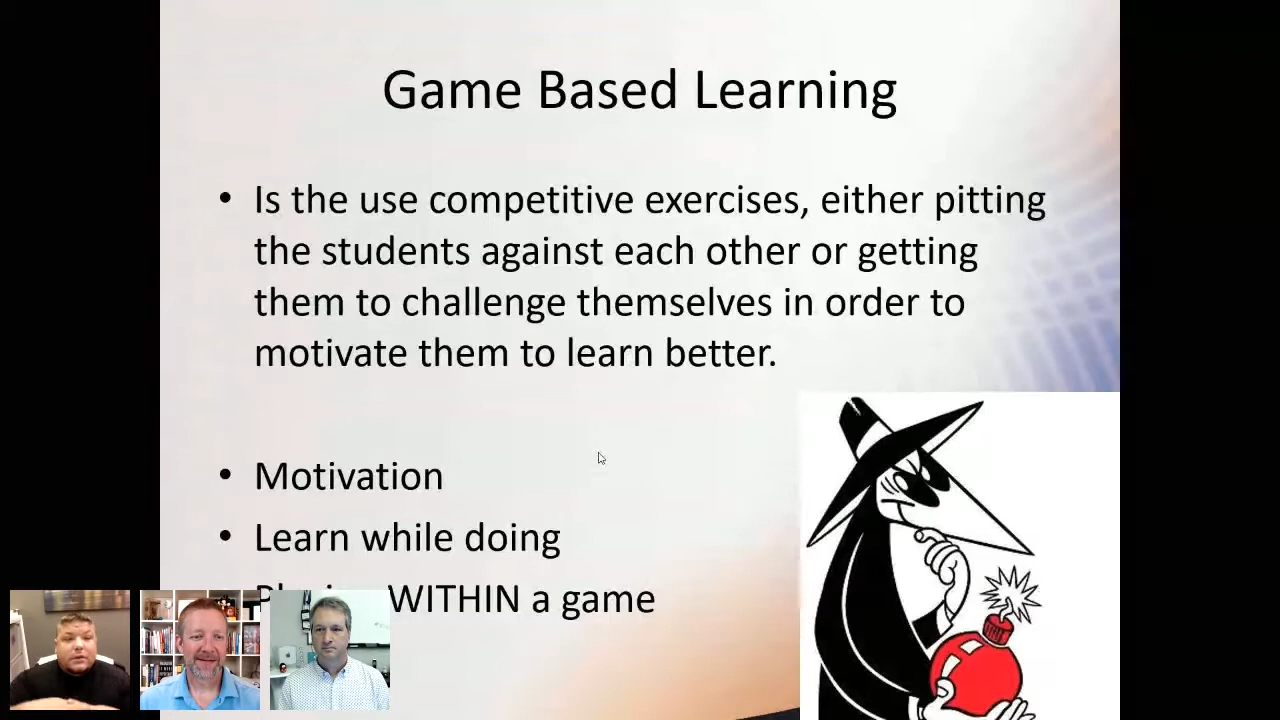 Game Based Learning
• Is the use competitive exercises, either pitting
the students against each other or getting
them to challenge themselves in order to
motivate them to learn better.
• Motivation
• Learn while doing
WITHIN a game